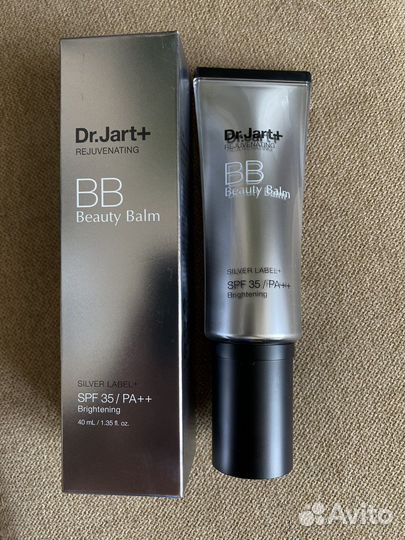 Dr.Jart+
REJUVENATING
BB
Beauty Balm
SILVER LABEL+
SPF 35 / PA++
Brightening
40 mL / 1.35 fl. oz.
Dr.Jart+
REJUVENATING
BB
Beauty Balm
SILVER LABEL+
SPF 35 / PA++
Brightening
Avito